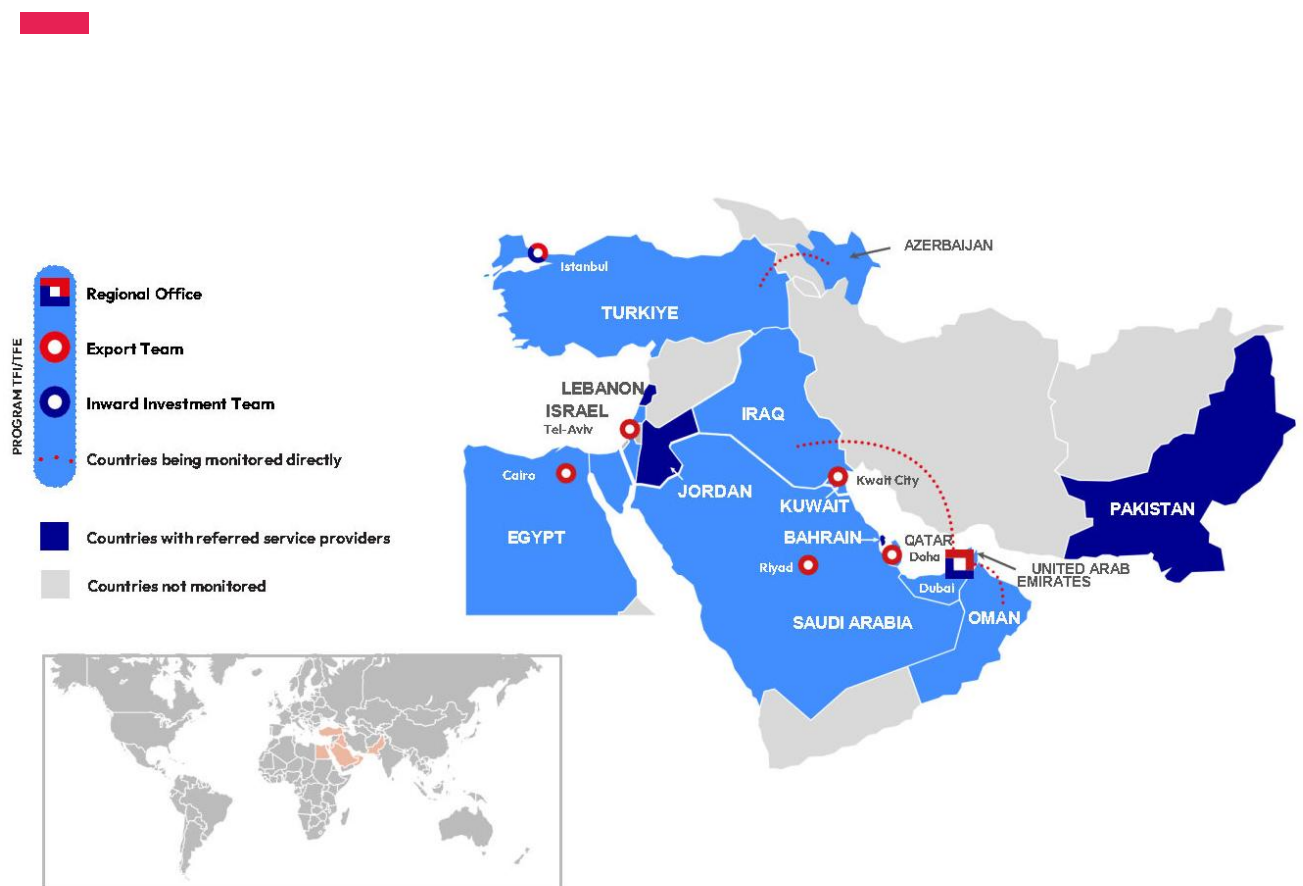 PROGRAM TFI/TFE
Regional Office
Export Team
Inward Investment Team
Countries being monitored directly
Countries with referred service providers
Countries not monitored
AZERBAIJAN
Istanbul
TURKIYE
LEBANON
ISRAEL
Tel-Aviv
IRAQ
Cairo
JORDAN
Kwait City
KUWAIT
PAKISTAN
EGYPT
BAHRAIN
QATAR
Doha
Riyad
UNITED ARAB
EMIRATES
Dubai
OMAN
SAUDI ARABIA